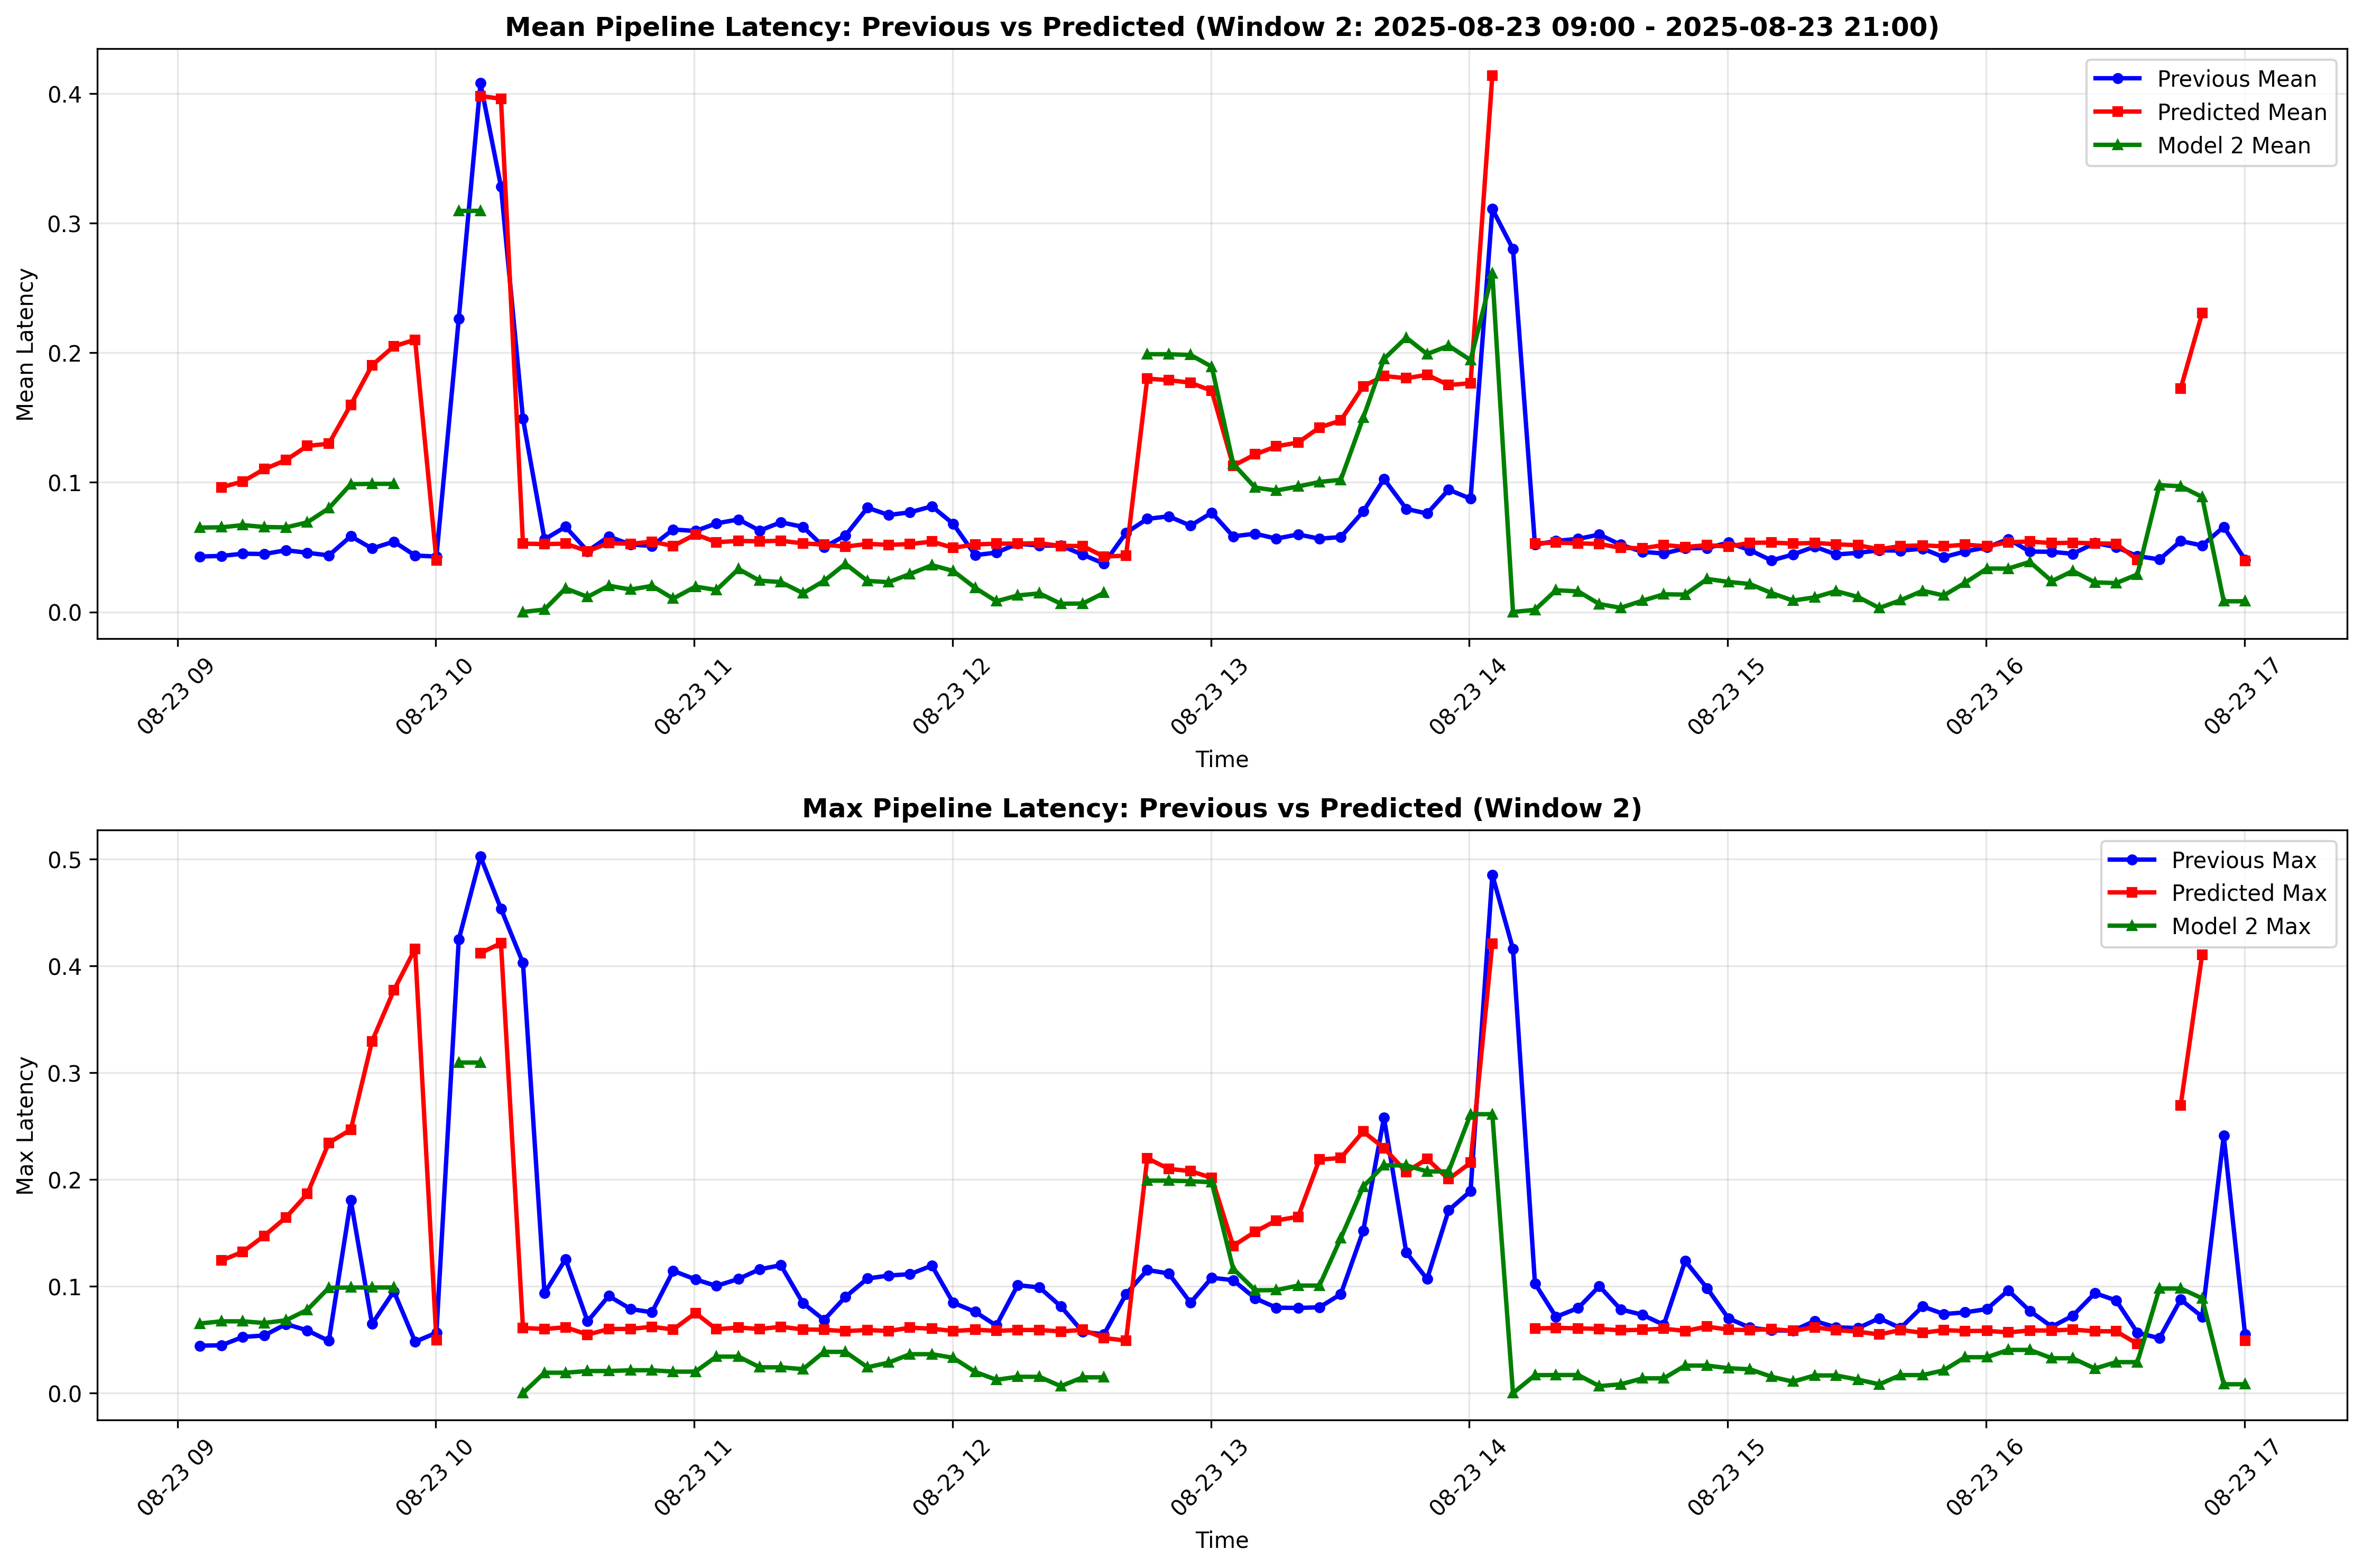 Mean Pipeline Latency: Previous vs Predicted (Window 2: 2025-08-23 09:00 - 2025-08-23 21:00)
Previous Mean
Predicted Mean
Model 2 Mean
Mean Latency
0.4
0.3
0.2
0.1
0.0
08-23 09
08-23 10
08-23 11
08-23 12
08-23 13
08-23 14
08-23 15
08-23 16
08-23 17
Time
Max Pipeline Latency: Previous vs Predicted (Window 2)
Previous Max
Predicted Max
Model 2 Max
Max Latency
0.5
0.4
0.3
0.2
0.1
0.0
08-23 09
08-23 10
08-23 11
08-23 12
08-23 13
08-23 14
08-23 15
08-23 16
08-23 17
Time